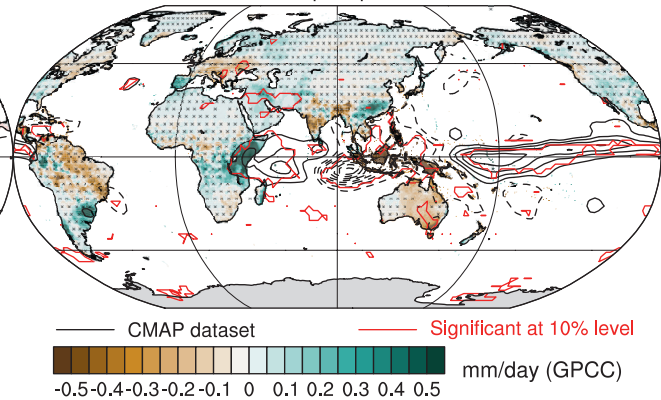 CMAP dataset
Significant at 10% level
mm/day (GPCC)
-0.5 -0.4 -0.3 -0.2 -0.1 0 0.1 0.2 0.3 0.4 0.5